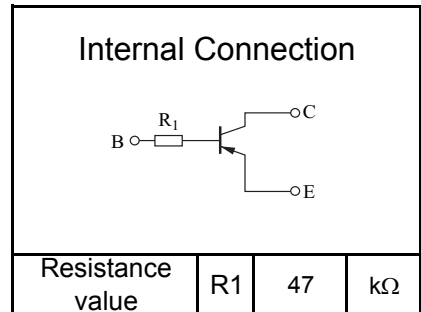 Internal Connection
C
R₁
B
E
Resistance value R1 47 kΩ